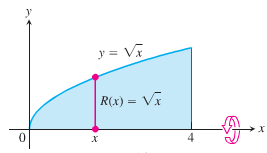 y
y = √x
R(x) = √x
0 x 4 x